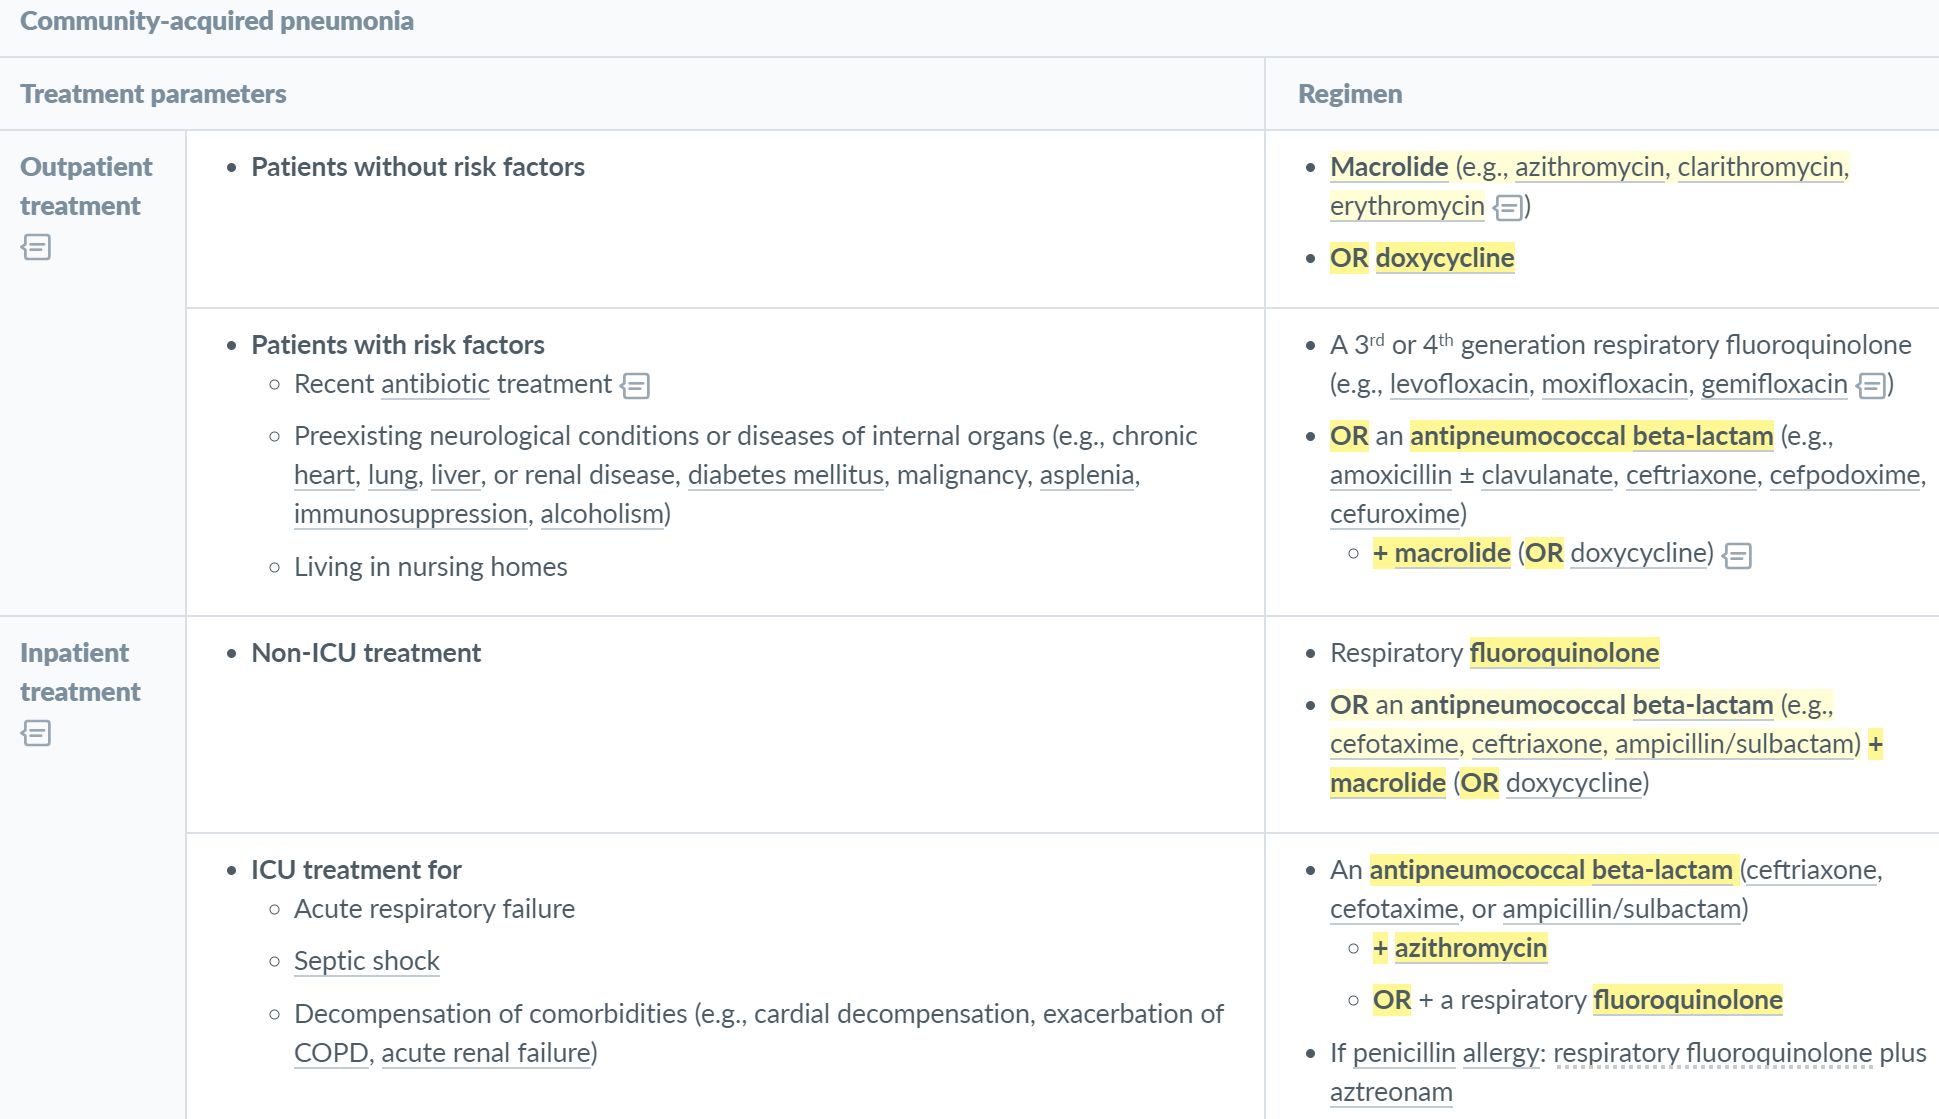 Community-acquired pneumonia
Treatment parameters
Regimen
Outpatient
treatment
• Patients without risk factors
• Macrolide (e.g., azithromycin, clarithromycin,
erythromycin)
• OR doxycycline
• Patients with risk factors
○ Recent antibiotic treatment
○ Preexisting neurological conditions or diseases of internal organs (e.g., chronic
heart, lung, liver, or renal disease, diabetes mellitus, malignancy, asplenia,
immunosuppression, alcoholism)
○ Living in nursing homes
• A 3rd or 4th generation respiratory fluoroquinolone
(e.g., levofloxacin, moxifloxacin, gemifloxacin)
• OR an antipneumococcal beta-lactam (e.g.,
amoxicillin ± clavulanate, ceftriaxone, cefpodoxime,
cefuroxime)
○ + macrolide (OR doxycycline)
Inpatient
treatment
• Non-ICU treatment
• Respiratory fluoroquinolone
• OR an antipneumococcal beta-lactam (e.g.,
cefotaxime, ceftriaxone, ampicillin/sulbactam) +
macrolide (OR doxycycline)
• ICU treatment for
○ Acute respiratory failure
○ Septic shock
○ Decompensation of comorbidities (e.g., cardial decompensation, exacerbation of
COPD, acute renal failure)
• An antipneumococcal beta-lactam (ceftriaxone,
cefotaxime, or ampicillin/sulbactam)
○ + azithromycin
○ OR + a respiratory fluoroquinolone
• If penicillin allergy: respiratory fluoroquinolone plus
aztreonam